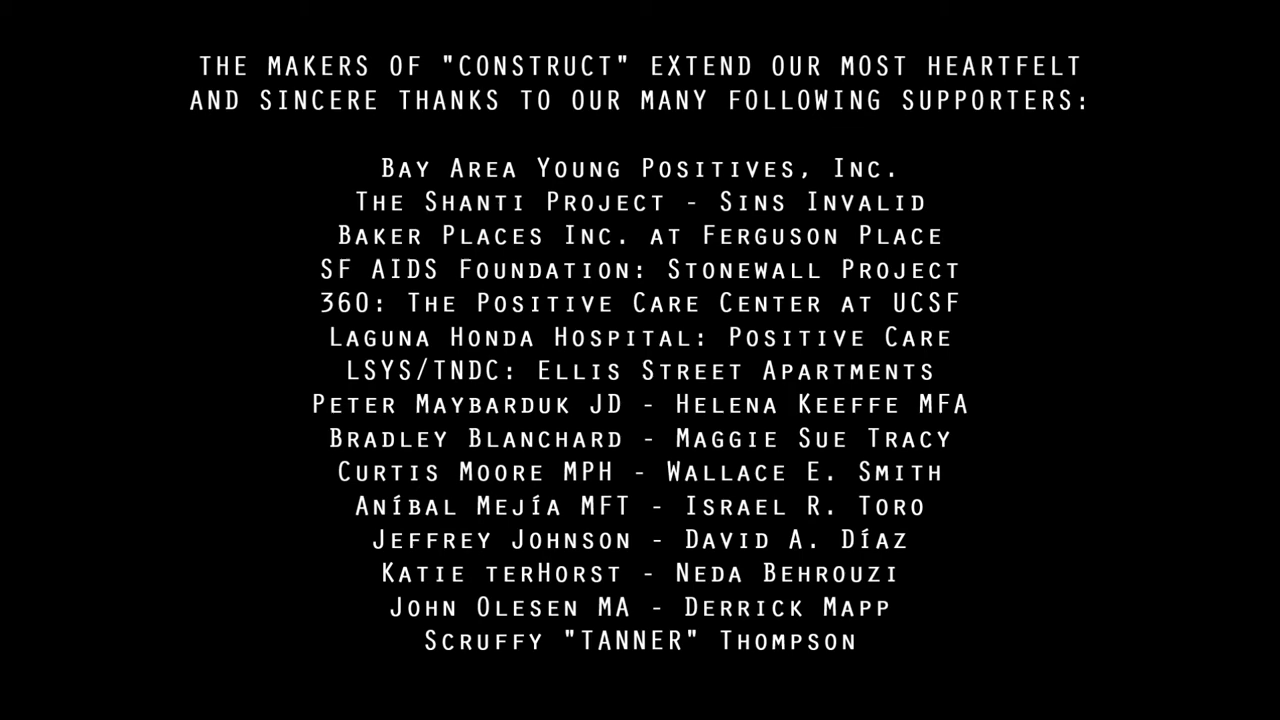 THE MAKERS OF "CONSTRUCT" EXTEND OUR MOST HEARTFELT
AND SINCERE THANKS TO OUR MANY FOLLOWING SUPPORTERS:
Bay Area Young Positives, Inc.
The Shanti Project - Sins Invalid
Baker Places Inc. at Ferguson Place
SF AIDS Foundation: Stonewall Project
360: The Positive Care Center at UCSF
Laguna Honda Hospital: Positive Care
LSYS/TNDC: Ellis Street Apartments
Peter Maybarduk JD - Helena Keeffe MFA
Bradley Blanchard - Maggie Sue Tracy
Curtis Moore MPH - Wallace E. Smith
Aníbal Mejía MFT - Israel R. Toro
Jeffrey Johnson - David A. Díaz
Katie terHorst - Neda Behrouzi
John Olesen MA - Derrick Mapp
Scruffy "TANNER" Thompson